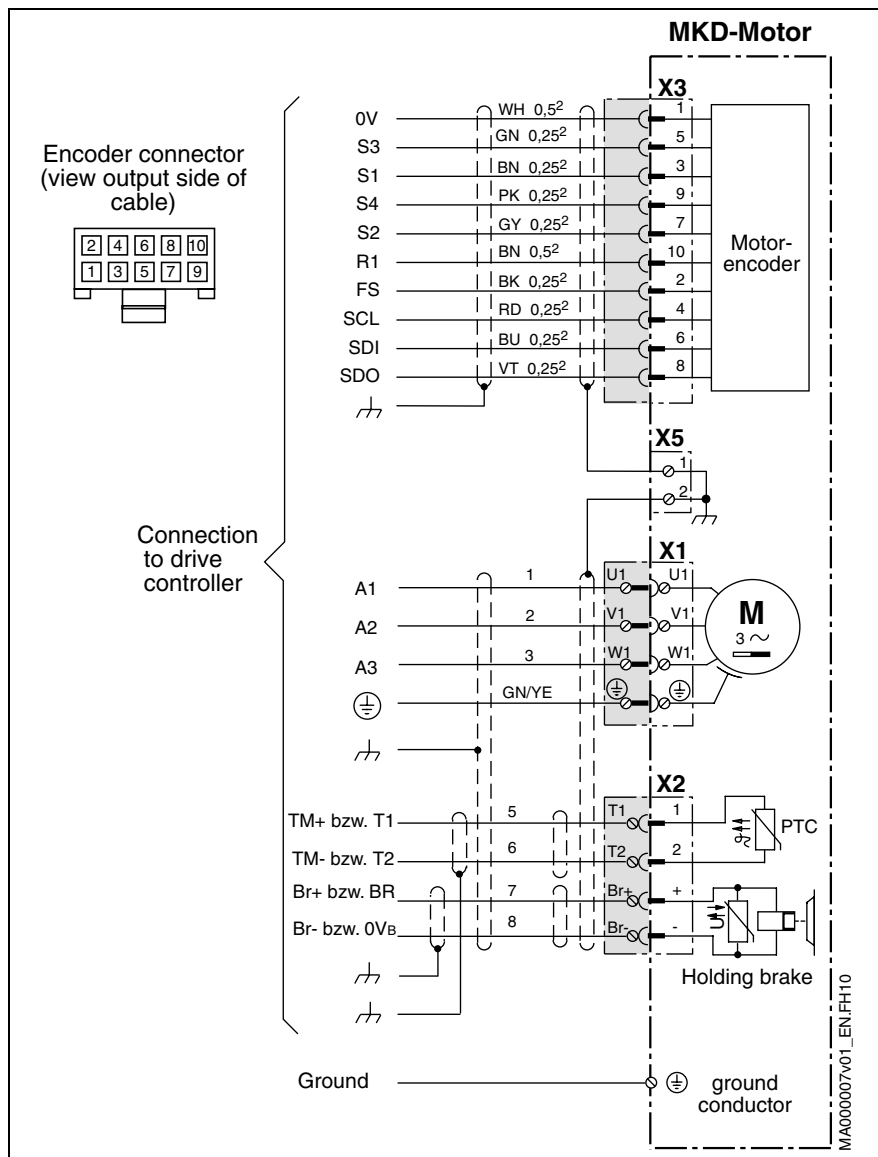 MKD-Motor
X3
0V WH 0,5² 1
S3 GN 0,25² 5
S1 BN 0,25² 3
S4 PK 0,25² 9
S2 GY 0,25² 7
R1 BN 0,5² 10
FS BK 0,25² 2
SCL RD 0,25² 4
SDI BU 0,25² 6
SDO VT 0,25² 8
Motor-
encoder
Encoder connector
(view output side of
cable)
2 4 6 8 10
1 3 5 7 9
X5
1
2
Connection
to drive
controller
X1
A1 1 U1 U1
A2 2 V1 V1
A3 3 W1 W1
GN/YE
M
3 ~
X2
TM+ bzw. T1 5 T1 1
TM- bzw. T2 6 T2 2
PTC
Br+ bzw. BR 7 Br+ +
Br- bzw. 0VB 8 Br- -
U
Holding brake
Ground
ground
conductor
MA000007v01_EN.FH10